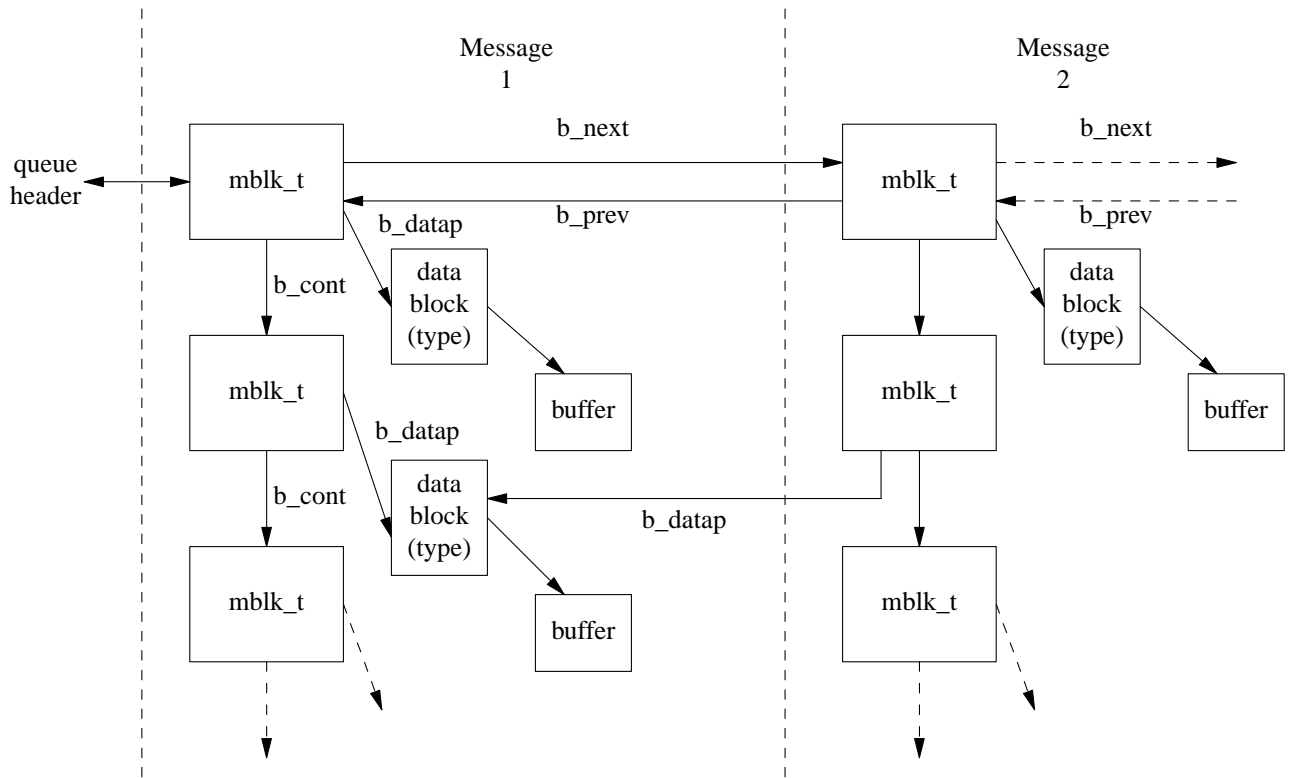 Message
1
Message
2
b_next
b_next
queue
header
mblk_t
mblk_t
b_prev
b_prev
b_datap
b_cont
data
block
(type)
data
block
(type)
mblk_t
mblk_t
buffer
buffer
b_datap
b_cont
data
block
(type)
b_datap
mblk_t
buffer
mblk_t